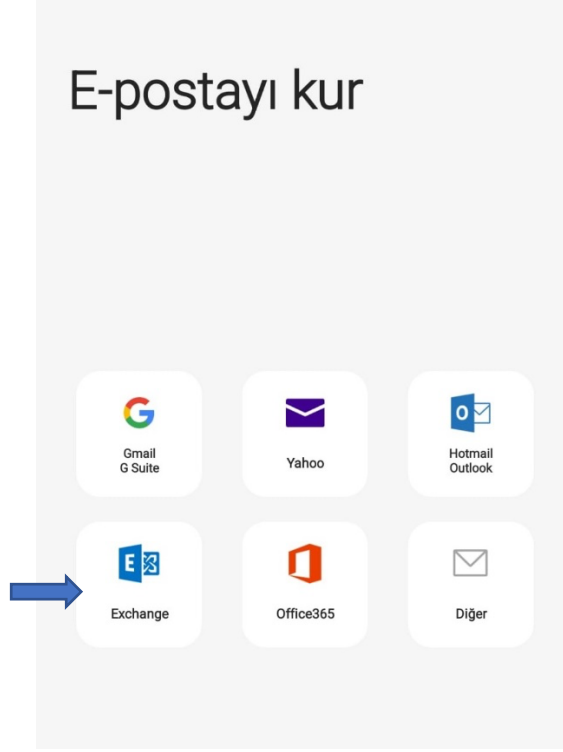 E-postayı kur
G
Gmail
G Suite
Yahoo
O
Hotmail
Outlook
E
Exchange
Office365
Diğer